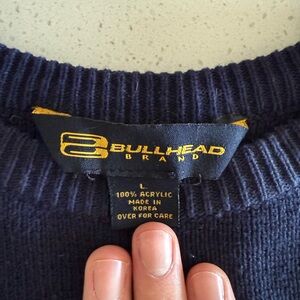 BULLHEAD
BRAND
L
100% ACRYLIC
MADE IN
KOREA
OVER FOR CARE